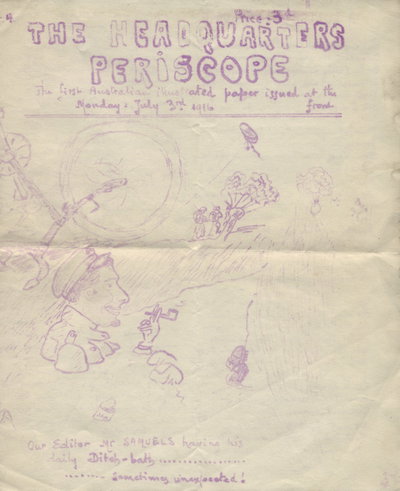 Price: 3d
THE HEADQUARTERS
PERISCOPE
The first Australian illustrated paper issued at the
Monday: July 3rd 1916 front
Our Editor Mr SAMUELS having his
daily Ditch-bath ..................
........... sometimes unexpected!